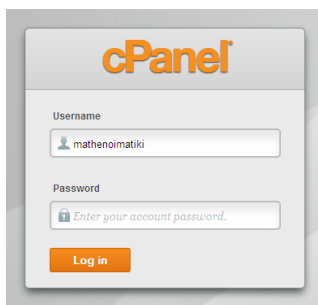 cPanel
Username
mathenoimatiki
Password
Enter your account password.
Log in